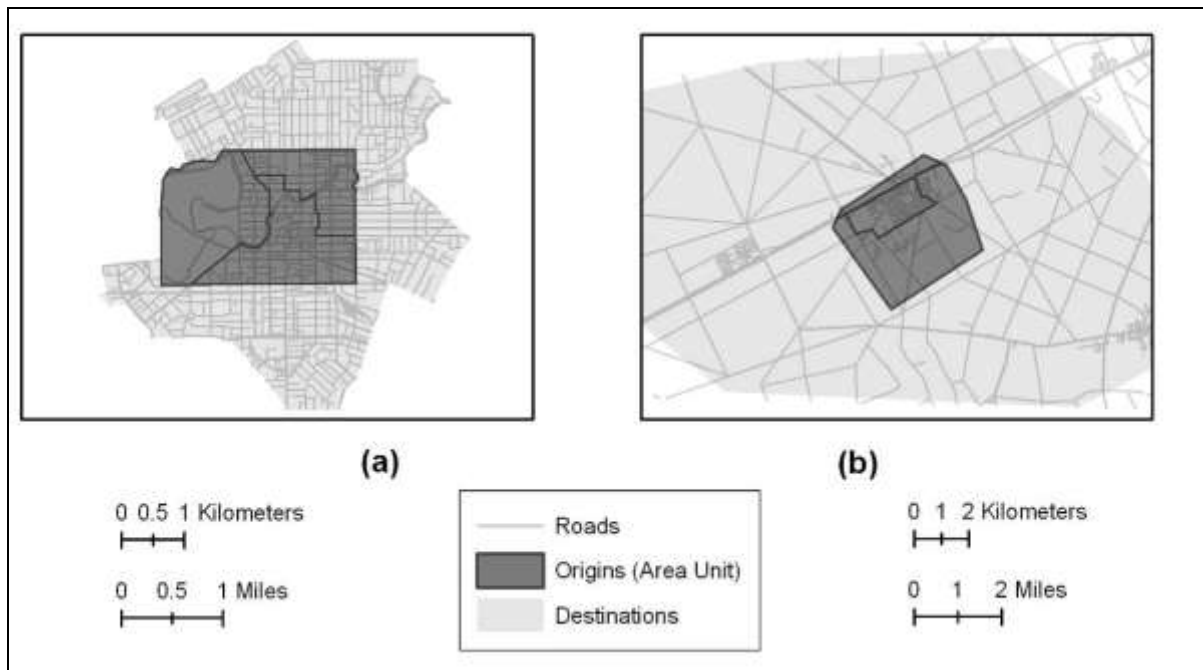 (a)
(b)
0 0.5 1 Kilometers
0 0.5 1 Miles
Roads
Origins (Area Unit)
Destinations
0 1 2 Kilometers
0 1 2 Miles